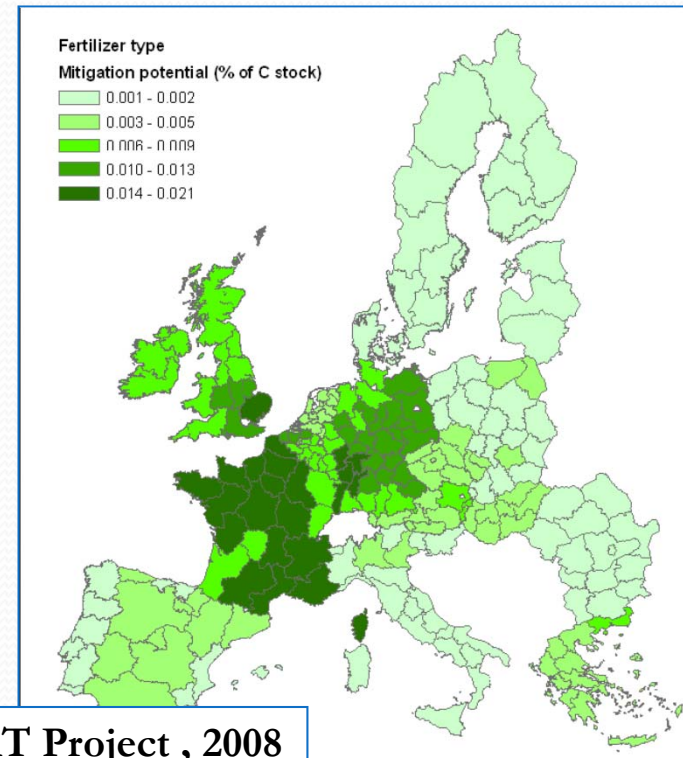 Fertilizer type
Mitigation potential (% of C stock)
0.001 - 0.002
0.003 - 0.005
0.006 - 0.009
0.010 - 0.013
0.014 - 0.021
T Project , 2008